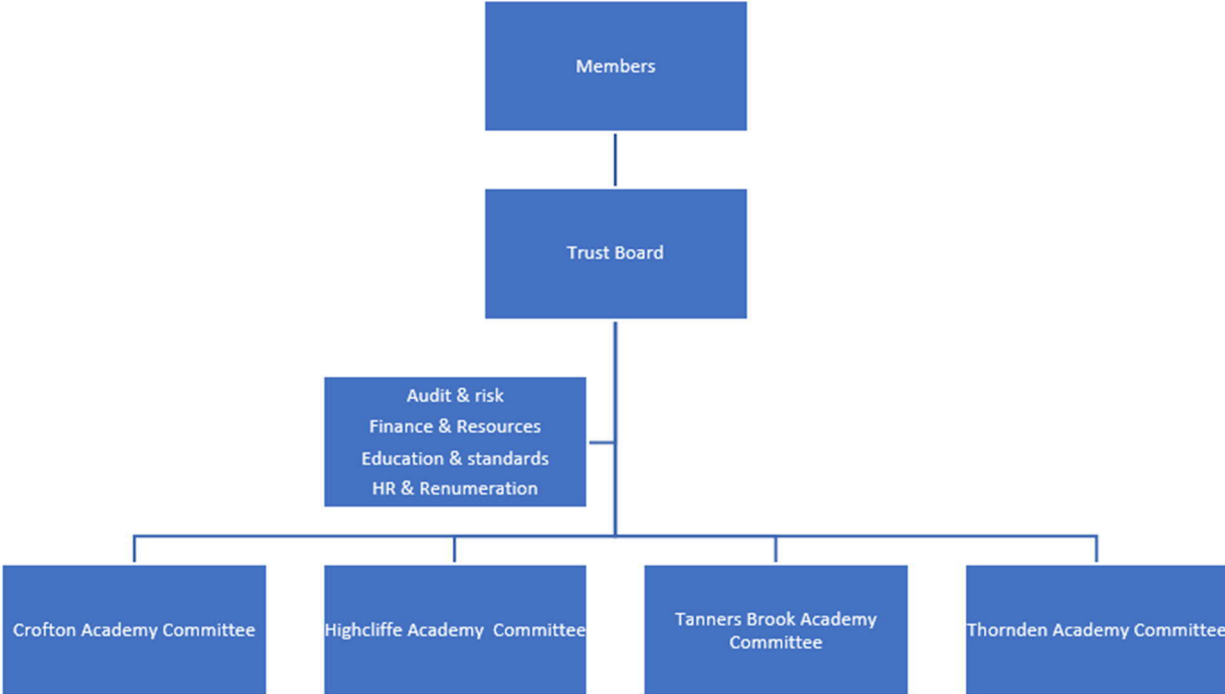 Members
Trust Board
Audit & risk
Finance & Resources
Education & standards
HR & Renumeration
Crofton Academy Committee
Highcliffe Academy  Committee
Tanners Brook Academy
Committee
Thornden Academy Committee